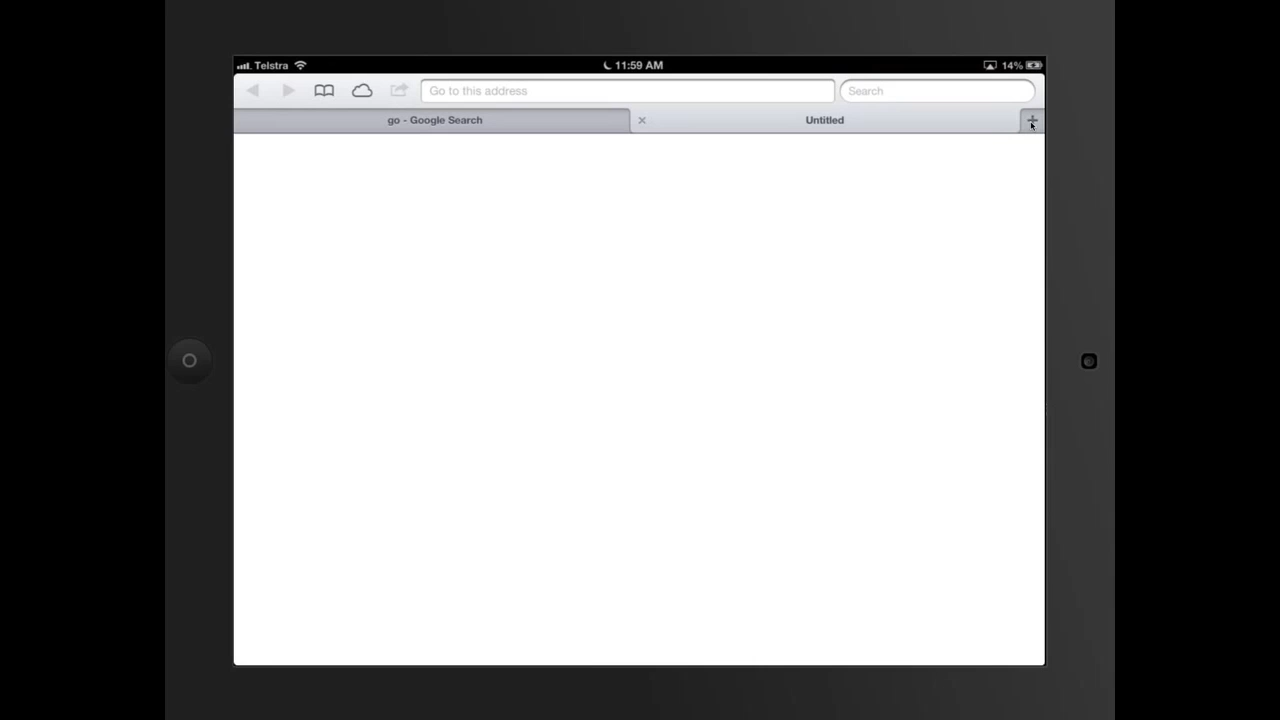 Telstra 11:59 AM 14%
Go to this address Search
go - Google Search Untitled